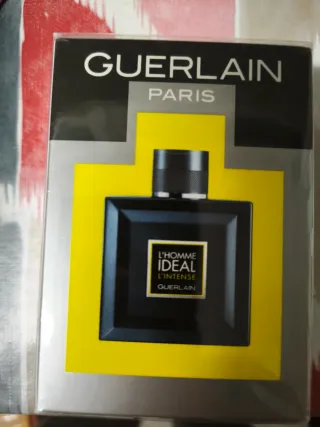 GUERLAIN
PARIS
L'HOMME
IDEAL
L'INTENSE
GUERLAIN